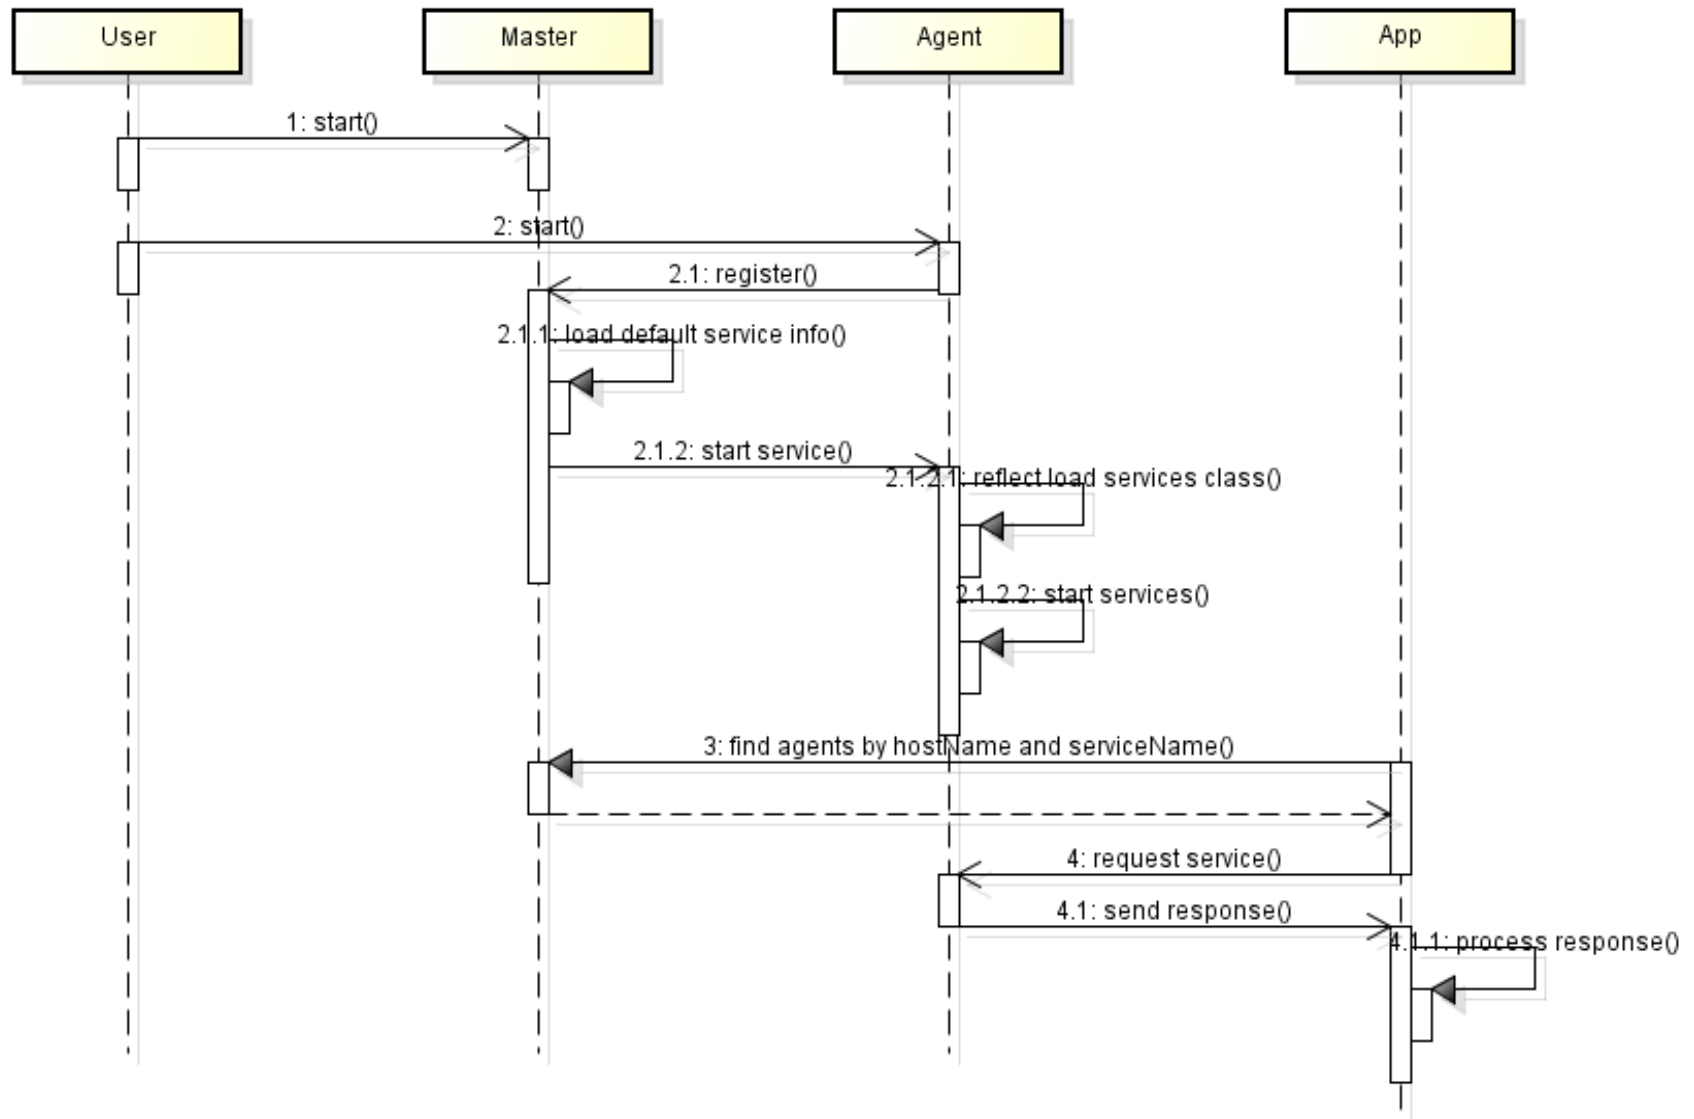 User
Master
Agent
App
1: start()
2: start()
2.1: register()
2.1.1: load default service info()
2.1.2: start service()
2.1.2.1: reflect load services class()
2.1.2.2: start services()
3: find agents by hostName and serviceName()
4: request service()
4.1: send response()
4.1.1: process response()